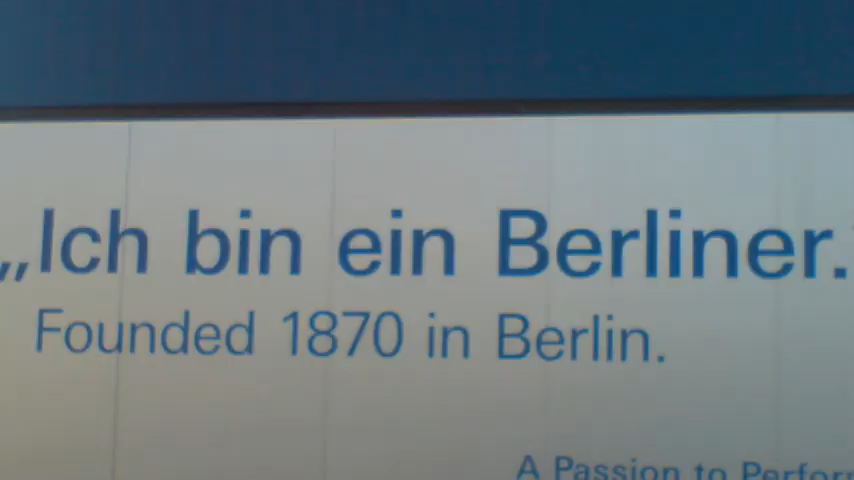 „Ich bin ein Berliner.
Founded 1870 in Berlin.
A Passion to